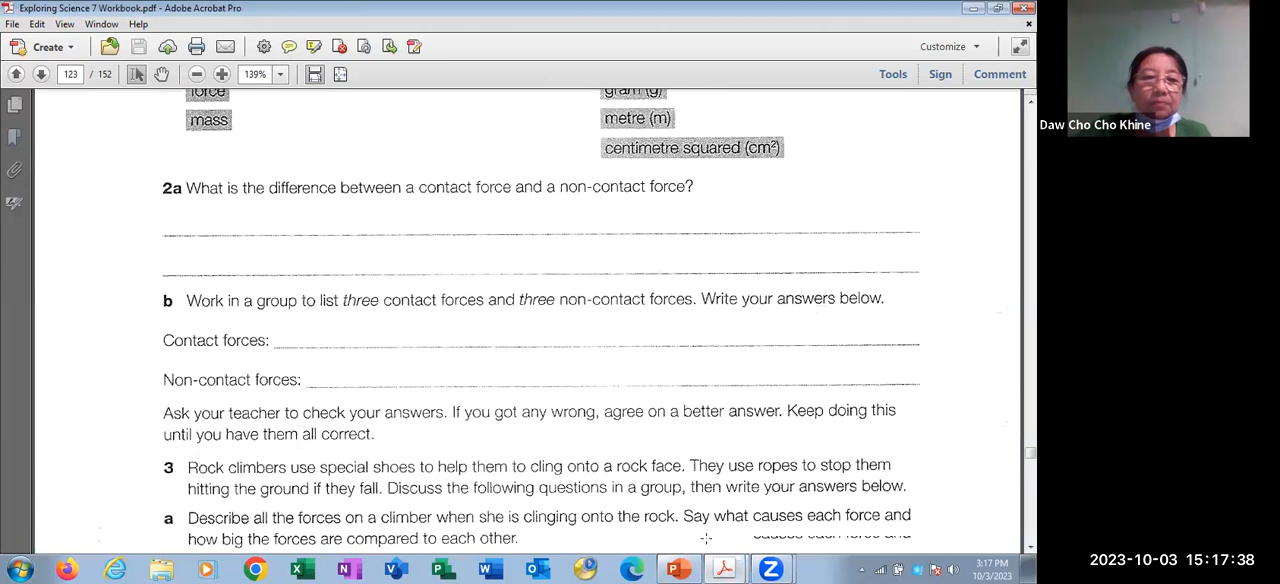 Exploring Science 7 Workbook.pdf - Adobe Acrobat Pro
File Edit View Window Help
Create
Customize
123 / 152
139%
Tools Sign Comment
force
gram (g)
mass
metre (m)
centimetre squared (cm²)
2a What is the difference between a contact force and a non-contact force?
b Work in a group to list three contact forces and three non-contact forces. Write your answers below.
Contact forces:
Non-contact forces:
Ask your teacher to check your answers. If you got any wrong, agree on a better answer. Keep doing this
until you have them all correct.
3 Rock climbers use special shoes to help them to cling onto a rock face. They use ropes to stop them
hitting the ground if they fall. Discuss the following questions in a group, then write your answers below.
a Describe all the forces on a climber when she is clinging onto the rock. Say what causes each force and
how big the forces are compared to each other.
causes each force and
Daw Cho Cho Khine
3:17 PM
10/3/2023
2023-10-03 15:17:38